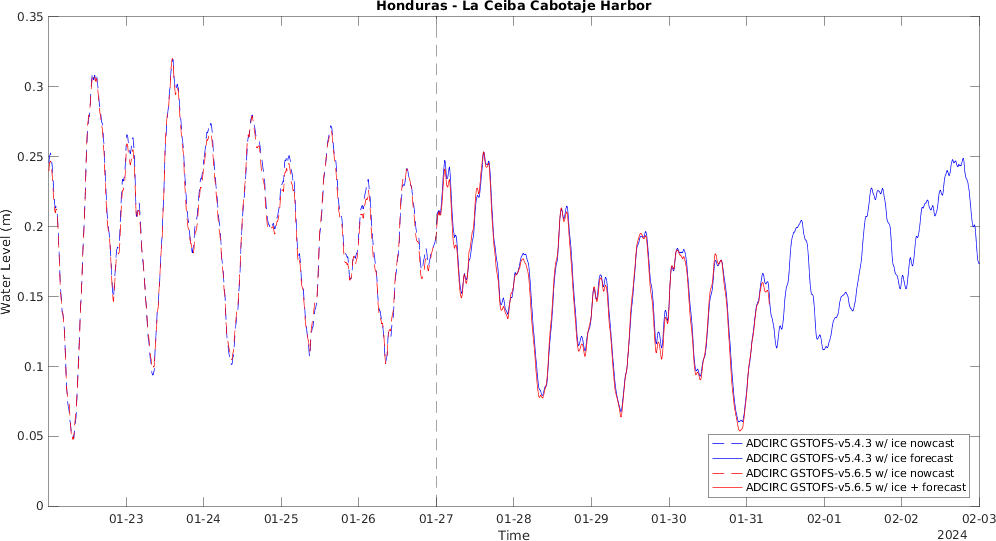 Honduras - La Ceiba Cabotaje Harbor
0.35
0.3
0.25
0.2
0.15
0.1
0.05
0
Water Level (m)
ADCIRC GSTOFS-v5.4.3 w/ ice nowcast
ADCIRC GSTOFS-v5.4.3 w/ ice forecast
ADCIRC GSTOFS-v5.6.5 w/ ice nowcast
ADCIRC GSTOFS-v5.6.5 w/ ice + forecast
01-23 01-24 01-25 01-26 01-27 01-28 01-29 01-30 01-31 02-01 02-02 02-03
Time
2024